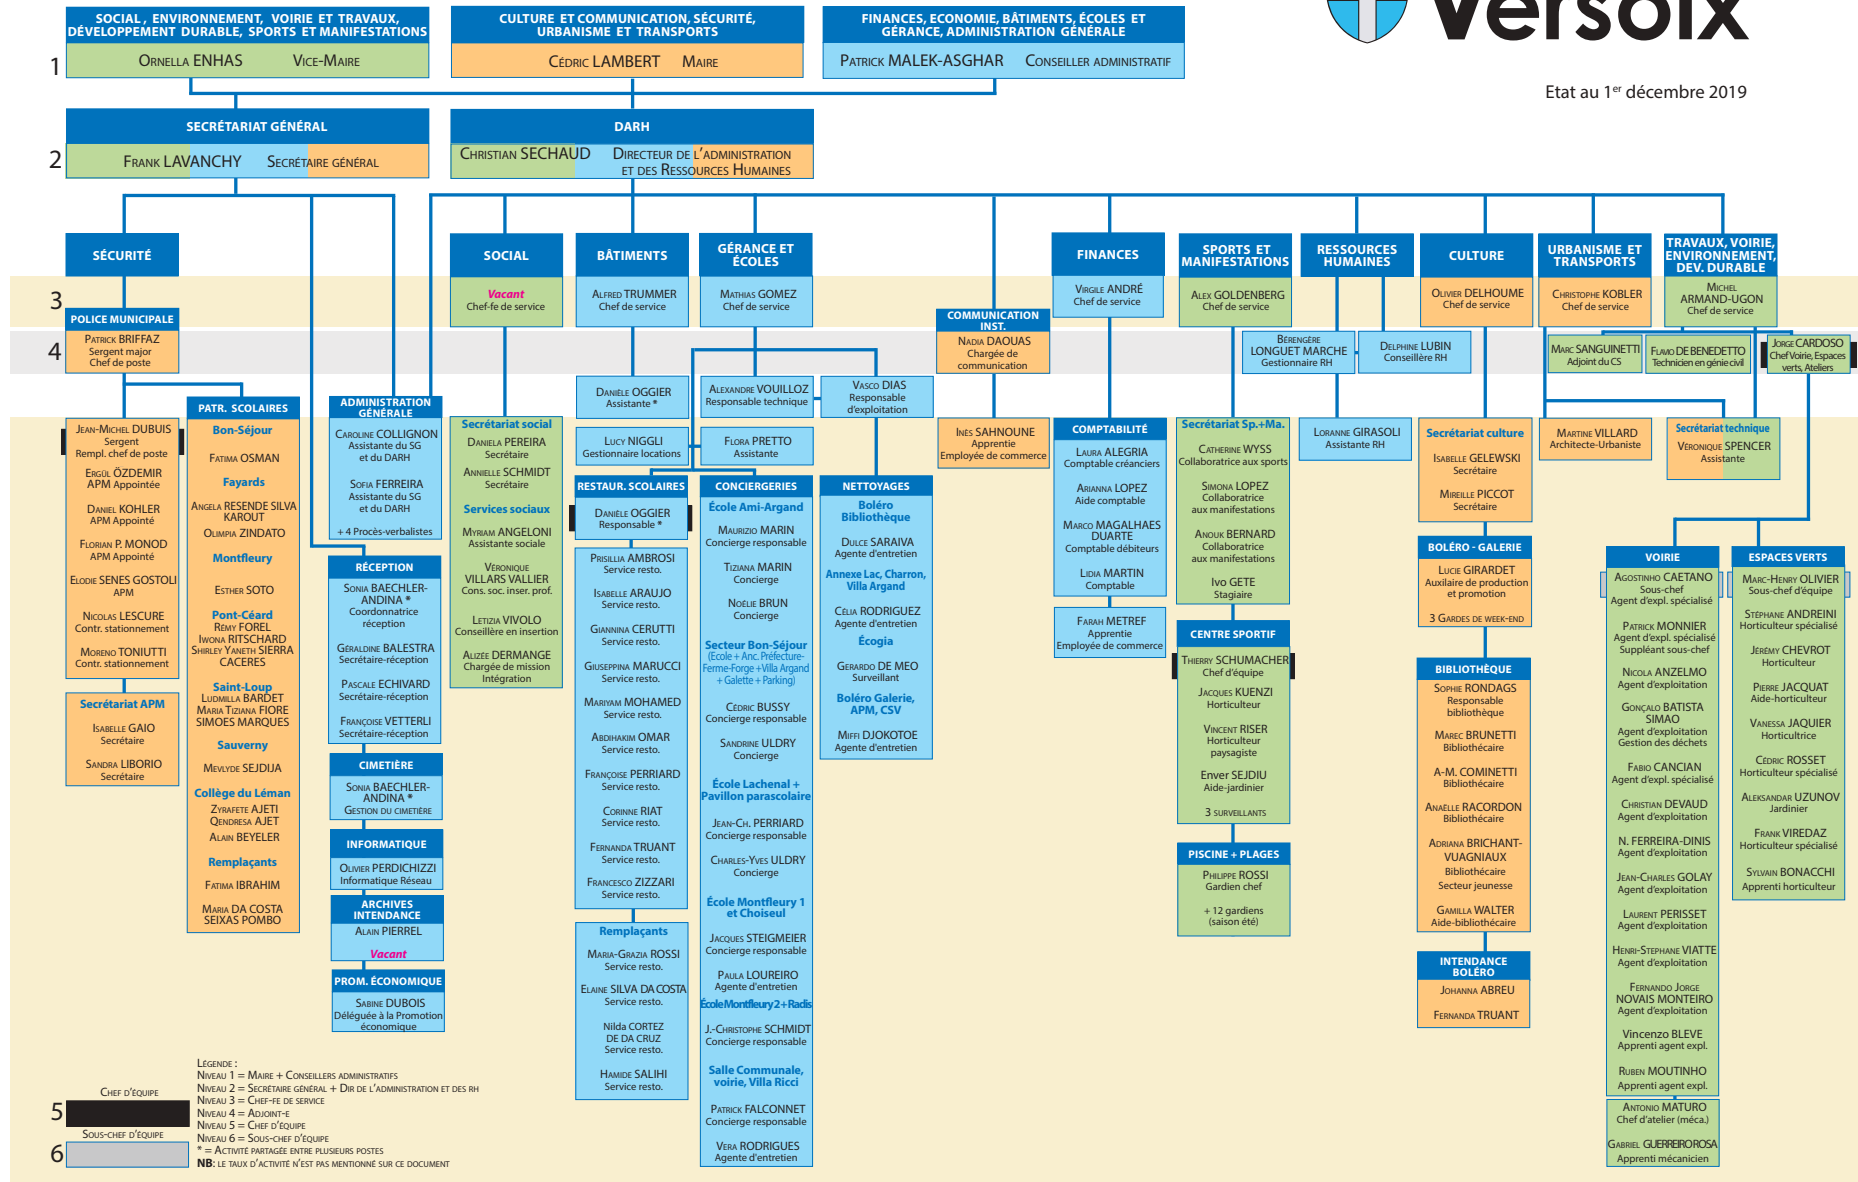 Versoix
Etat au 1er décembre 2019
1
SOCIAL , ENVIRONNEMENT, VOIRIE ET TRAVAUX,
DÉVELOPPEMENT DURABLE, SPORTS ET MANIFESTATIONS
ORNELLA ENHAS VICE-MAIRE
CULTURE ET COMMUNICATION, SÉCURITÉ,
URBANISME ET TRANSPORTS
CÉDRIC LAMBERT MAIRE
FINANCES, ECONOMIE, BÂTIMENTS, ÉCOLES ET
GÉRANCE, ADMINISTRATION GÉNÉRALE
PATRICK MALEK-ASGHAR CONSEILLER ADMINISTRATIF
2
SECRÉTARIAT GÉNÉRAL
FRANK LAVANCHY SECRÉTAIRE GÉNÉRAL
DARH
CHRISTIAN SECHAUD DIRECTEUR DE L'ADMINISTRATION
ET DES RESSOURCES HUMAINES
3
4
SÉCURITÉ
POLICE MUNICIPALE
PATRICK BRIFFAZ
Sergent major
Chef de poste
JEAN-MICHEL DUBUIS
Sergent
Rempl. chef de poste
ERGÜL ÖZDEMIR
APM Appointée
DANIEL KOHLER
APM Appointé
FLORIAN P. MONOD
APM Appointé
ELODIE SENES GOSTOLI
APM
NICOLAS LESCURE
Contr. stationnement
MORENO TONIUTTI
Contr. stationnement
Secrétariat APM
ISABELLE GAIO
Secrétaire
SANDRA LIBORIO
Secrétaire
PATR. SCOLAIRES
Bon-Séjour
FATIMA OSMAN
Fayards
ANGELA RESENDE SILVA
KAROUT
OLIMPIA ZINDATO
Montfleury
ESTHER SOTO
Pont-Céard
RÉMY FOREL
IWONA RITSCHARD
SHIRLEY YANETH SIERRA
CACERES
Saint-Loup
LUDMILLA BARDET
MARIA TIZIANA FIORE
SIMOES MARQUES
Sauverny
MEVLYDE SEJDIJA
Collège du Léman
ZYRAFETE AJETI
QENDRESA AJET
ALAIN BEYELER
Remplaçants
FATIMA IBRAHIM
MARIA DA COSTA
SEIXAS POMBO
ADMINISTRATION
GÉNÉRALE
CAROLINE COLLIGNON
Assistante du SG
et du DARH
SOFIA FERREIRA
Assistante du SG
et du DARH
+ 4 Procès-verbalistes
RÉCEPTION
SONIA BAECHLER-
ANDINA *
Coordonnatrice
réception
GÉRALDINE BALESTRA
Secrétaire-réception
PASCALE ECHIVARD
Secrétaire-réception
FRANÇOISE VETTERLI
Secrétaire-réception
CIMETIÈRE
SONIA BAECHLER-
ANDINA *
GESTION DU CIMETIÈRE
INFORMATIQUE
OLIVIER PERDICHIZZI
Informatique Réseau
ARCHIVES
INTENDANCE
ALAIN PIERREL
Vacant
PROM. ÉCONOMIQUE
SABINE DUBOIS
Déléguée à la Promotion
économique
SOCIAL
Vacant
Chef-fe de service
Secrétariat social
DANIELA PEREIRA
Secrétaire
ANNIELLE SCHMIDT
Secrétaire
Services sociaux
MYRIAM ANGELONI
Assistante sociale
VÉRONIQUE
VILLARS VALLIER
Cons. soc. inser. prof.
LETIZIA VIVOLO
Conseillère en insertion
ALIZÉE DERMANGE
Chargée de mission
Intégration
BÂTIMENTS
ALFRED TRUMMER
Chef de service
DANIÈLE OGGIER
Assistante *
LUCY NIGGLI
Gestionnaire locations
RESTAUR. SCOLAIRES
DANIÈLE OGGIER
Responsable *
PRISILLIA AMBROSI
Service resto.
ISABELLE ARAUJO
Service resto.
GIANNINA CERUTTI
Service resto.
GIUSEPPINA MARUCCI
Service resto.
MARIYAM MOHAMED
Service resto.
ABDIHAKIM OMAR
Service resto.
FRANÇOISE PERRIARD
Service resto.
CORINNE RIAT
Service resto.
FERNANDA TRUANT
Service resto.
FRANCESCO ZIZZARI
Service resto.
Remplaçants
MARIA-GRAZIA ROSSI
Service resto.
ELAINE SILVA DA COSTA
Service resto.
Nilda CORTEZ
DE DA CRUZ
Service resto.
HAMIDE SALIHI
Service resto.
GÉRANCE ET
ÉCOLES
MATHIAS GOMEZ
Chef de service
ALEXANDRE VOUILLOZ
Responsable technique
VASCO DIAS
Responsable
d'exploitation
FLORA PRETTO
Assistante
CONCIERGERIES
École Ami-Argand
MAURIZIO MARIN
Concierge responsable
TIZIANA MARIN
Concierge
NOËLIE BRUN
Concierge
Secteur Bon-Séjour
(École + Anc. Préfecture-
Ferme-Forge +Villa Argand
+ Galette + Parking)
CÉDRIC BUSSY
Concierge responsable
SANDRINE ULDRY
Concierge
École Lachenal +
Pavillon parascolaire
JEAN-CH. PERRIARD
Concierge responsable
CHARLES-YVES ULDRY
Concierge
École Montfleury 1
et Choiseul
JACQUES STEIGMEIER
Concierge responsable
PAULA LOUREIRO
Agente d'entretien
École Montfleury 2 + Radis
J.-CHRISTOPHE SCHMIDT
Concierge responsable
Salle Communale,
voirie, Villa Ricci
PATRICK FALCONNET
Concierge responsable
VERA RODRIGUES
Agente d'entretien
NETTOYAGES
Boléro
Bibliothèque
DULCE SARAIVA
Agente d'entretien
Annexe Lac, Charron,
Villa Argand
CÉLIA RODRIGUEZ
Agente d'entretien
Écogia
GERARDO DE MEO
Surveillant
Boléro Galerie,
APM, CSV
MIFFI DJOKOTOE
Agente d'entretien
COMMUNICATION
INST.
NADIA DAOUAS
Chargée de
communication
INÈS SAHNOUNE
Apprentie
Employée de commerce
FINANCES
VIRGILE ANDRÉ
Chef de service
COMPTABILITÉ
LAURA ALEGRIA
Comptable créanciers
ARIANNA LOPEZ
Aide comptable
MARCO MAGALHAES
DUARTE
Comptable débiteurs
LIDIA MARTIN
Comptable
FARAH METREF
Apprentie
Employée de commerce
SPORTS ET
MANIFESTATIONS
ALEX GOLDENBERG
Chef de service
Secrétariat Sp.+Ma.
CATHERINE WYSS
Collaboratrice aux sports
SIMONA LOPEZ
Collaboratrice
aux manifestations
ANOUK BERNARD
Collaboratrice
aux manifestations
IVO GETE
Stagiaire
CENTRE SPORTIF
THIERRY SCHUMACHER
Chef d'équipe
JACQUES KUENZI
Horticulteur
VINCENT RISER
Horticulteur
paysagiste
Enver SEJDIU
Aide-jardinier
3 SURVEILLANTS
PISCINE + PLAGES
PHILIPPE ROSSI
Gardien chef
+ 12 gardiens
(saison été)
RESSOURCES
HUMAINES
BÉRENGÈRE
LONGUET MARCHE
Gestionnaire RH
DELPHINE LUBIN
Conseillère RH
LORANNE GIRASOLI
Assistante RH
CULTURE
OLIVIER DELHOUME
Chef de service
Secrétariat culture
ISABELLE GELEWSKI
Secrétaire
MIREILLE PICCOT
Secrétaire
BOLÉRO - GALERIE
LUCIE GIRARDET
Auxilaire de production
et promotion
3 GARDES DE WEEK-END
BIBLIOTHÈQUE
SOPHIE RONDAGS
Responsable
bibliothèque
MAREC BRUNETTI
Bibliothécaire
A-M. COMINETTI
Bibliothécaire
ANAËLLE RACORDON
Bibliothécaire
ADRIANA BRICHANT-
VUAGNIAUX
Bibliothécaire
Secteur jeunesse
GAMILLA WALTER
Aide-bibliothécaire
INTENDANCE
BOLÉRO
JOHANNA ABREU
FERNANDA TRUANT
URBANISME ET
TRANSPORTS
CHRISTOPHE KOBLER
Chef de service
MARTINE VILLARD
Architecte-Urbaniste
TRAVAUX, VOIRIE,
ENVIRONNEMENT,
DEV. DURABLE
MICHEL
ARMAND-UGON
Chef de service
MARC SANGUINETTI
Adjoint du CS
FLAVIO DE BENEDETTO
Technicien en génie civil
JORGE CARDOSO
Chef Voirie, Espaces
verts, Ateliers
Secrétariat technique
VÉRONIQUE SPENCER
Assistante
VOIRIE
AGOSTINHO CAETANO
Sous-chef
Agent d'expl. spécialisé
PATRICK MONNIER
Agent d'expl. spécialisé
Suppléant sous-chef
NICOLA ANZELMO
Agent d'exploitation
GONÇALO BATISTA
SIMAO
Agent d'exploitation
Gestion des déchets
FABIO CANCIAN
Agent d'expl. spécialisé
CHRISTIAN DEVAUD
Agent d'exploitation
N. FERREIRA-DINIS
Agent d'exploitation
JEAN-CHARLES GOLAY
Agent d'exploitation
LAURENT PERISSET
Agent d'exploitation
HENRI-STEPHANE VIATTE
Agent d'exploitation
FERNANDO JORGE
NOVAIS MONTEIRO
Agent d'exploitation
Vincenzo BLEVE
Apprenti agent expl.
RUBEN MOUTINHO
Apprenti agent expl.
ANTONIO MATURO
Chef d'atelier (méca.)
GABRIEL GUERREIRO ROSA
Apprenti mécanicien
ESPACES VERTS
MARC-HENRY OLIVIER
Sous-chef d'équipe
STÉPHANE ANDREINI
Horticulteur spécialisé
JÉRÉMY CHEVROT
Horticulteur
PIERRE JACQUAT
Aide-horticulteur
VANESSA JAQUIER
Horticultrice
CÉDRIC ROSSET
Horticulteur spécialisé
ALEKSANDAR UZUNOV
Jardinier
FRANK VIREDAZ
Horticulteur spécialisé
SYLVAIN BONACCHI
Apprenti horticulteur
CHEF D'ÉQUIPE
5
SOUS-CHEF D'ÉQUIPE
6
LÉGENDE :
NIVEAU 1 = MAIRE + CONSEILLERS ADMINISTRATIFS
NIVEAU 2 = SECRÉTAIRE GÉNÉRAL + DIR DE L'ADMINISTRATION ET DES RH
NIVEAU 3 = CHEF-FE DE SERVICE
NIVEAU 4 = ADJOINT-E
NIVEAU 5 = CHEF D'ÉQUIPE
NIVEAU 6 = SOUS-CHEF D'ÉQUIPE
* = ACTIVITÉ PARTAGÉE ENTRE PLUSIEURS POSTES
NB: LE TAUX D'ACTIVITÉ N'EST PAS MENTIONNÉ SUR CE DOCUMENT